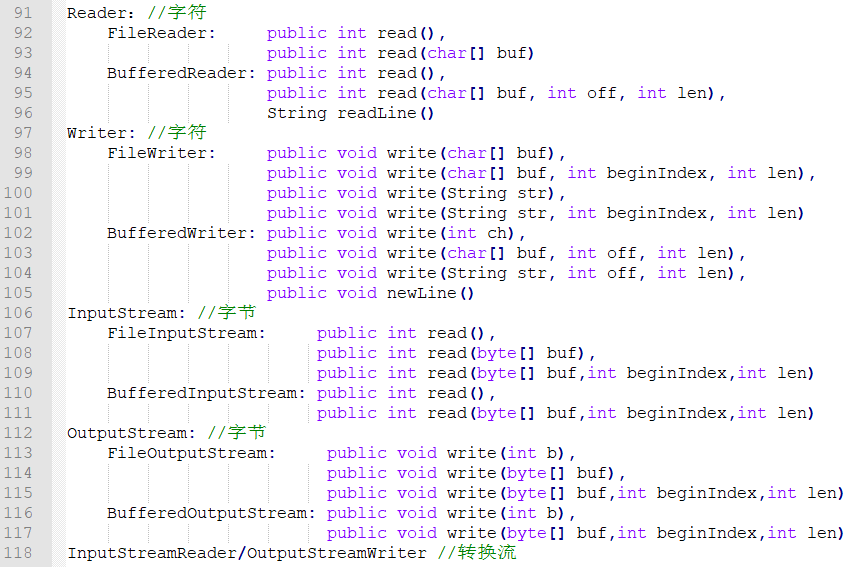 91 Reader: //字符
92 FileReader: public int read(),
93 public int read(char[] buf)
94 BufferedReader: public int read(),
95 public int read(char[] buf, int off, int len),
96 String readLine()
97 Writer: //字符
98 FileWriter: public void write(char[] buf),
99 public void write(char[] buf, int beginIndex, int len),
100 public void write(String str),
101 public void write(String str, int beginIndex, int len)
102 BufferedWriter: public void write(int ch),
103 public void write(char[] buf, int off, int len),
104 public void write(String str, int off, int len),
105 public void newLine()
106 InputStream: //字节
107 FileInputStream: public int read(),
108 public int read(byte[] buf),
109 public int read(byte[] buf,int beginIndex,int len)
110 BufferedInputStream: public int read(),
111 public int read(byte[] buf,int beginIndex,int len)
112 OutputStream: //字节
113 FileOutputStream: public void write(int b),
114 public void write(byte[] buf),
115 public void write(byte[] buf,int beginIndex,int len)
116 BufferedOutputStream: public void write(int b),
117 public void write(byte[] buf,int beginIndex,int len)
118 InputStreamReader/OutputStreamWriter //转换流